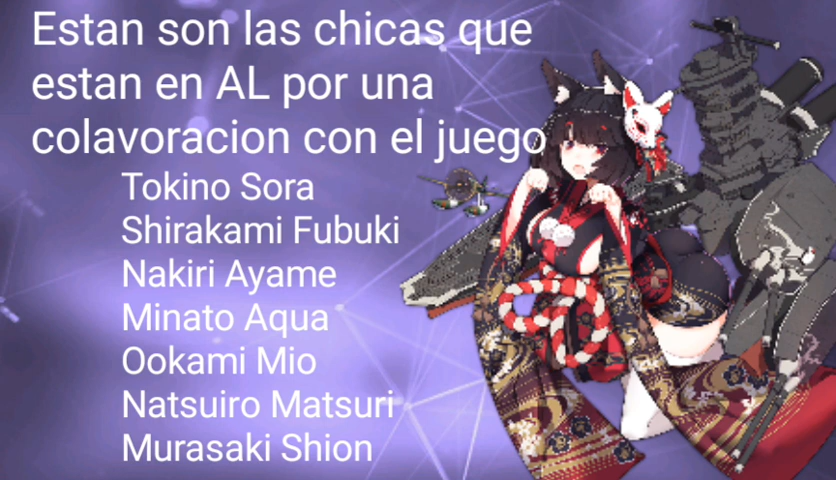 Estan son las chicas que
estan en AL por una
colavoracion con el juego
Tokino Sora
Shirakami Fubuki
Nakiri Ayame
Minato Aqua
Ookami Mio
Natsuiro Matsuri
Murasaki Shion